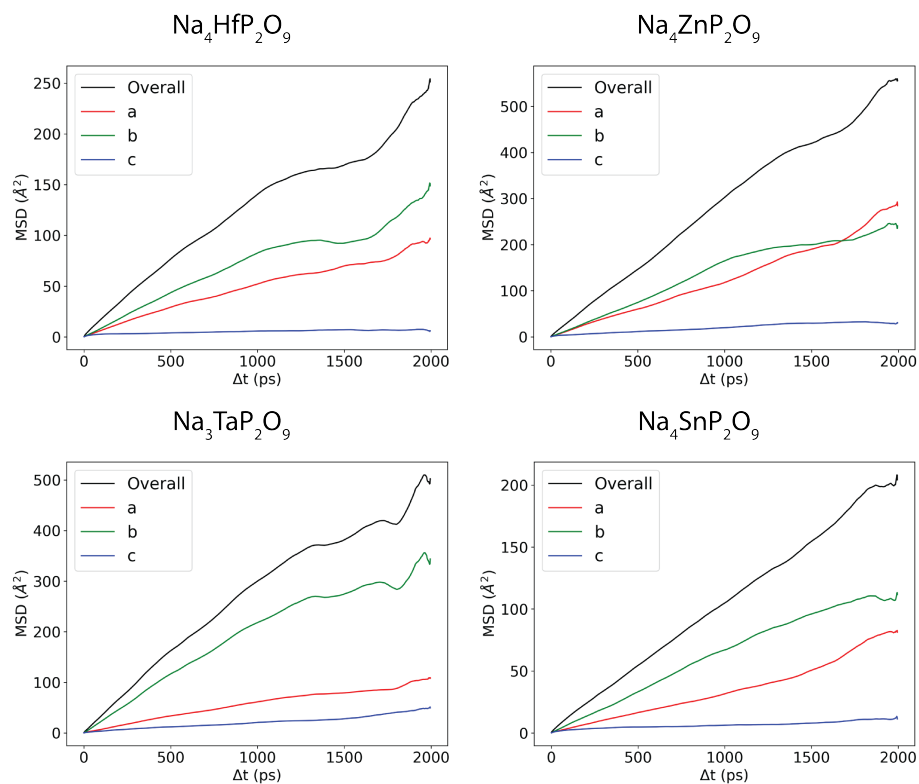 Na₄HfP₂O₉
Overall
a
b
c
MSD (Å²)
250
200
150
100
50
0
0 500 1000 1500 2000
Δt (ps)
Na₄ZnP₂O₉
Overall
a
b
c
MSD (Å²)
500
400
300
200
100
0
0 500 1000 1500 2000
Δt (ps)
Na₃TaP₂O₉
Overall
a
b
c
MSD (Å²)
500
400
300
200
100
0
0 500 1000 1500 2000
Δt (ps)
Na₄SnP₂O₉
Overall
a
b
c
MSD (Å²)
200
150
100
50
0
0 500 1000 1500 2000
Δt (ps)